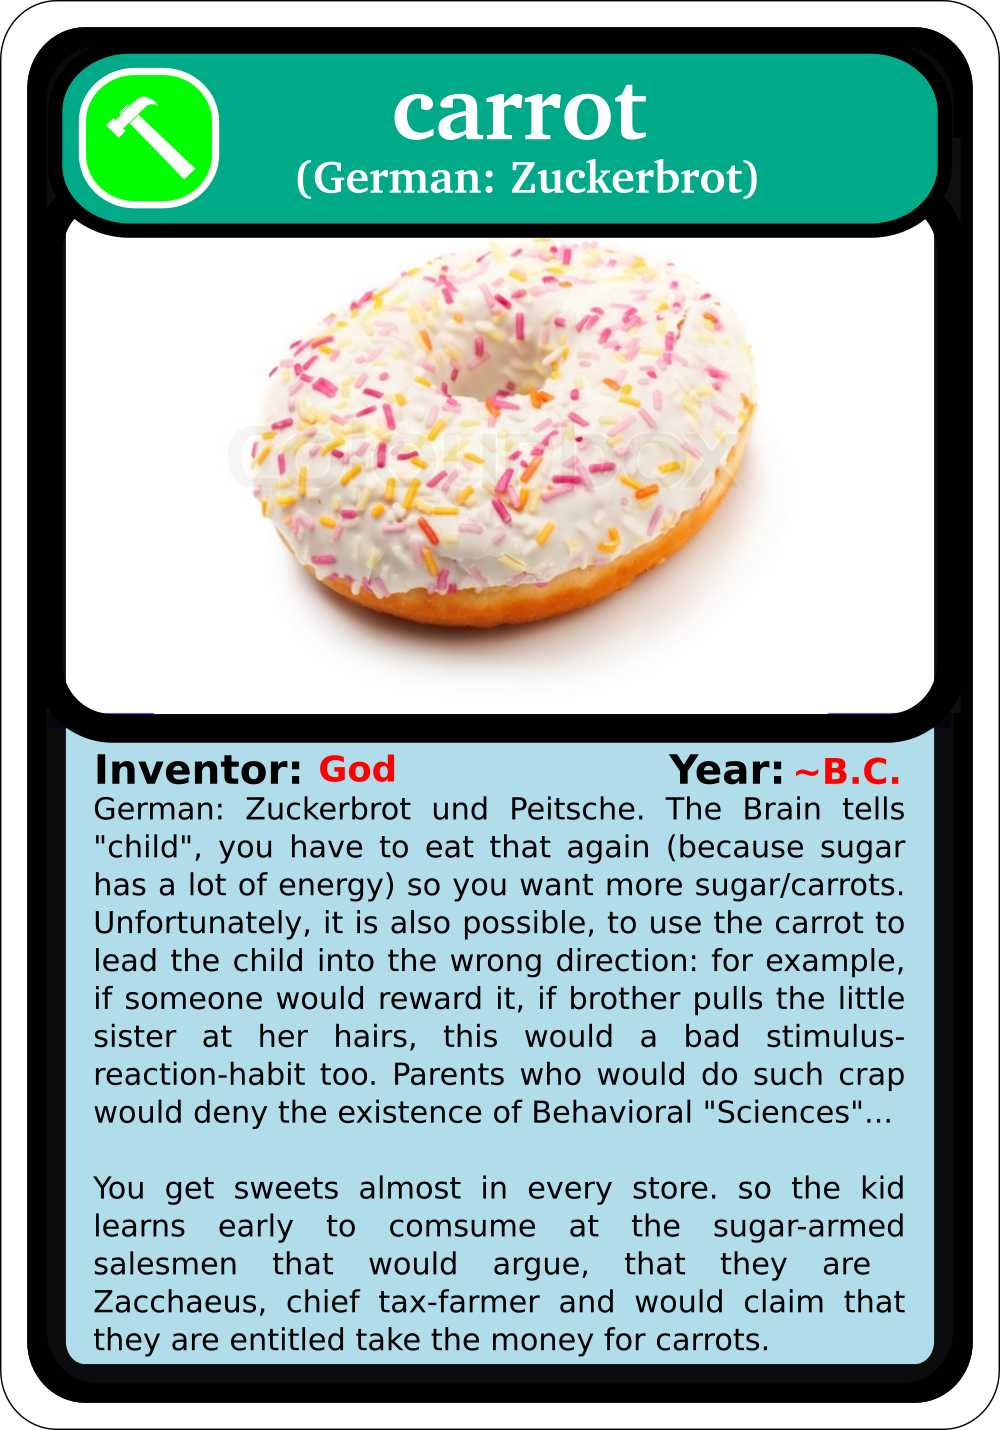 carrot
(German: Zuckerbrot)
colourbox
Inventor: God Year: ~B.C.
German: Zuckerbrot und Peitsche. The Brain tells
"child", you have to eat that again (because sugar
has a lot of energy) so you want more sugar/carrots.
Unfortunately, it is also possible, to use the carrot to
lead the child into the wrong direction: for example,
if someone would reward it, if brother pulls the little
sister at her hairs, this would a bad stimulus-
reaction-habit too. Parents who would do such crap
would deny the existence of Behavioral "Sciences"...
You get sweets almost in every store. so the kid
learns early to comsume at the sugar-armed
salesmen that would argue, that they are
Zacchaeus, chief tax-farmer and would claim that
they are entitled take the money for carrots.